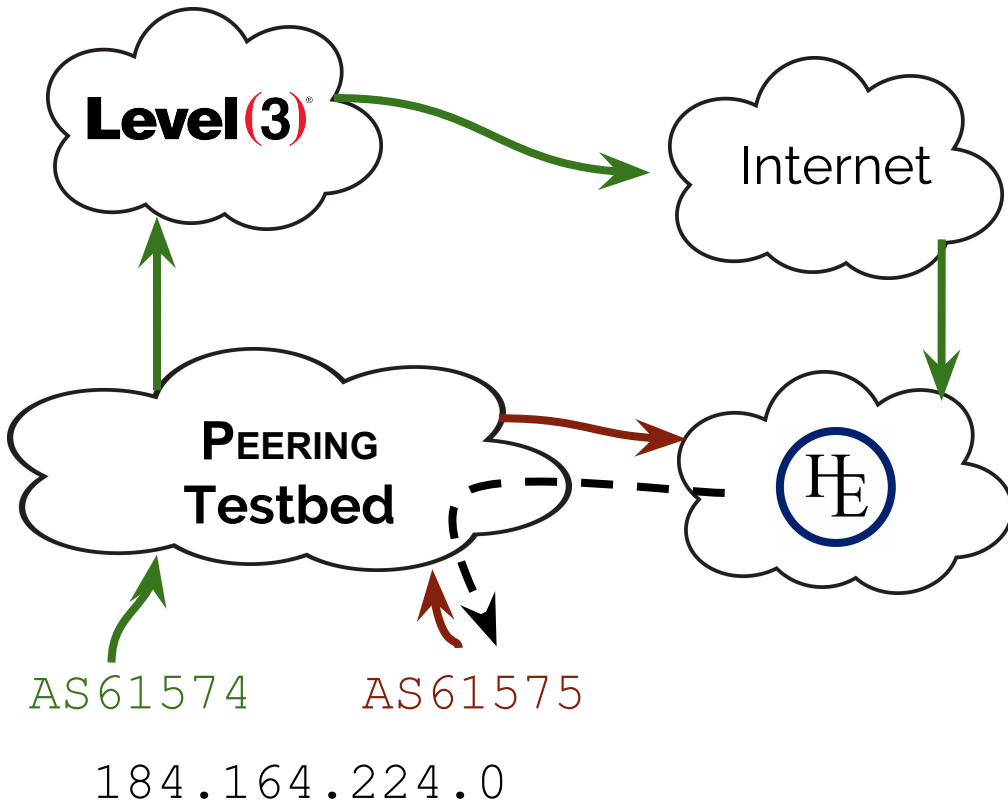 Level(3)®
Internet
PEERING
Testbed
HE
AS61574 AS61575
184.164.224.0